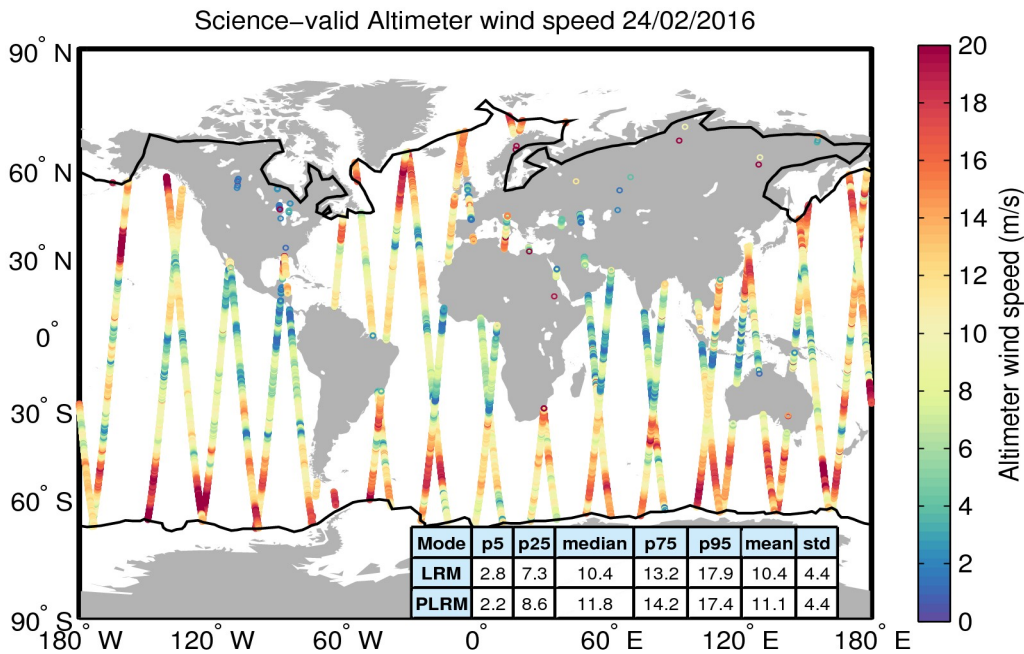 Science−valid Altimeter wind speed 24/02/2016
90° N
60° N
30° N
0°
30° S
60° S
90° S
180° W
120° W
60° W
0°
60° E
120° E
180° E
Mode p5 p25 median p75 p95 mean std
LRM 2.8 7.3 10.4 13.2 17.9 10.4 4.4
PLRM 2.2 8.6 11.8 14.2 17.4 11.1 4.4
20
18
16
14
12
10
8
6
4
2
0
Altimeter wind speed (m/s)